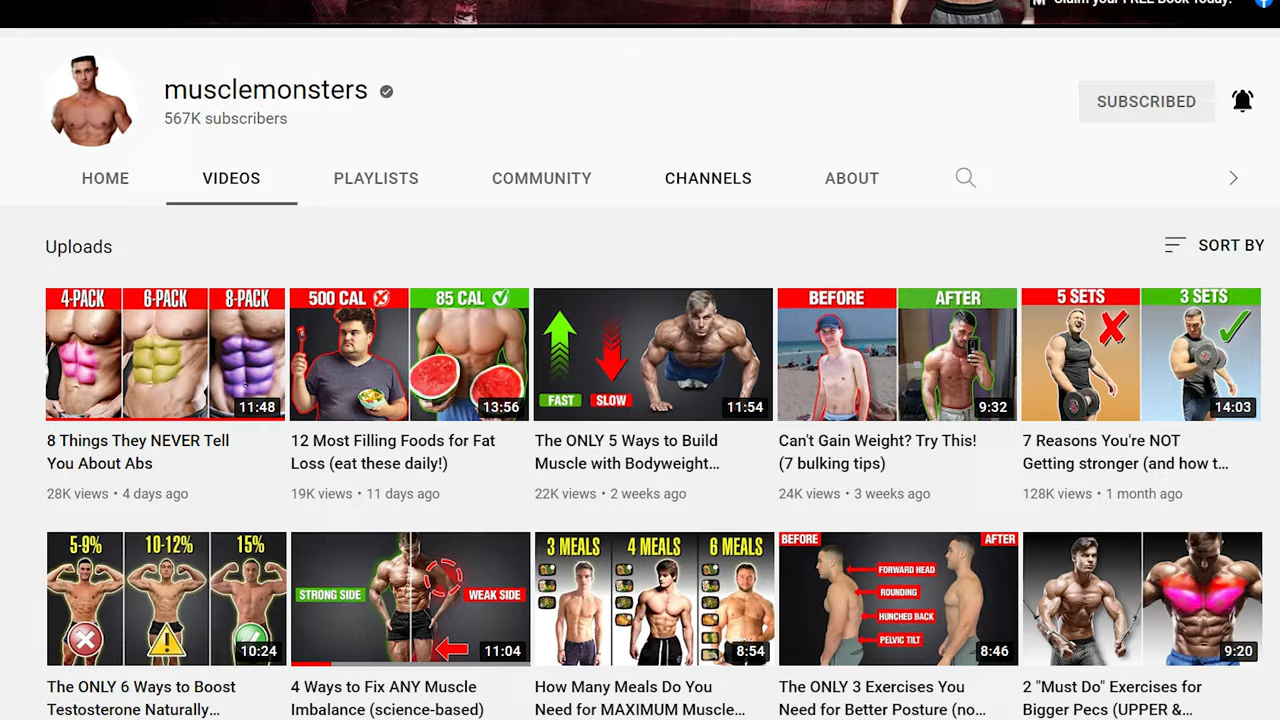 Claim your FREE Book Today!
musclemonsters
567K subscribers
SUBSCRIBED
HOME
VIDEOS
PLAYLISTS
COMMUNITY
CHANNELS
ABOUT
Uploads
SORT BY
4-PACK 6-PACK 8-PACK
11:48
500 CAL 85 CAL
13:56
FAST SLOW
11:54
BEFORE AFTER
9:32
5 SETS 3 SETS
14:03
8 Things They NEVER Tell
You About Abs
28K views • 4 days ago
12 Most Filling Foods for Fat
Loss (eat these daily!)
19K views • 11 days ago
The ONLY 5 Ways to Build
Muscle with Bodyweight...
22K views • 2 weeks ago
Can't Gain Weight? Try This!
(7 bulking tips)
24K views • 3 weeks ago
7 Reasons You're NOT
Getting stronger (and how t...
128K views • 1 month ago
5-9% 10-12% 15%
10:24
STRONG SIDE WEAK SIDE
11:04
3 MEALS 4 MEALS 6 MEALS
8:54
BEFORE AFTER
FORWARD HEAD
ROUNDING
HUNCHED BACK
PELVIC TILT
8:46
9:20
The ONLY 6 Ways to Boost
Testosterone Naturally...
4 Ways to Fix ANY Muscle
Imbalance (science-based)
How Many Meals Do You
Need for MAXIMUM Muscle...
The ONLY 3 Exercises You
Need for Better Posture (no...
2 "Must Do" Exercises for
Bigger Pecs (UPPER &...